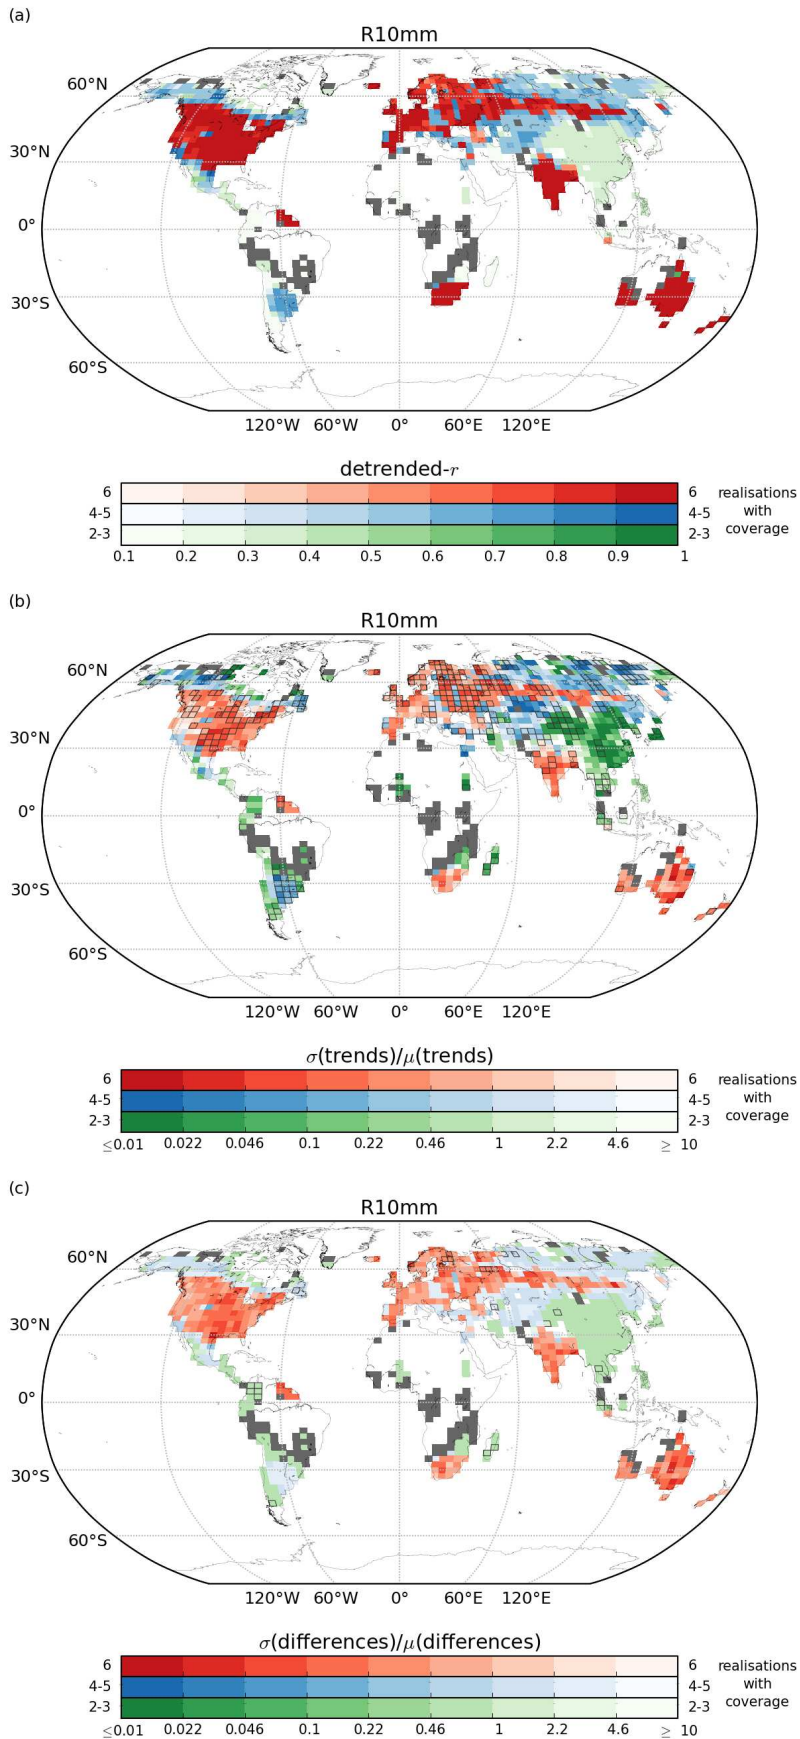 (a)
R10mm
60°N
30°N
0°
30°S
60°S
120°W 60°W 0° 60°E 120°E
detrended-r
6 6 realisations
4-5 4-5 with
2-3 2-3 coverage
0.1 0.2 0.3 0.4 0.5 0.6 0.7 0.8 0.9 1
(b)
R10mm
60°N
30°N
0°
30°S
60°S
120°W 60°W 0° 60°E 120°E
σ(trends)/μ(trends)
6 6 realisations
4-5 4-5 with
2-3 2-3 coverage
≤0.01 0.022 0.046 0.1 0.22 0.46 1 2.2 4.6 ≥ 10
(c)
R10mm
60°N
30°N
0°
30°S
60°S
120°W 60°W 0° 60°E 120°E
σ(differences)/μ(differences)
6 6 realisations
4-5 4-5 with
2-3 2-3 coverage
≤0.01 0.022 0.046 0.1 0.22 0.46 1 2.2 4.6 ≥ 10